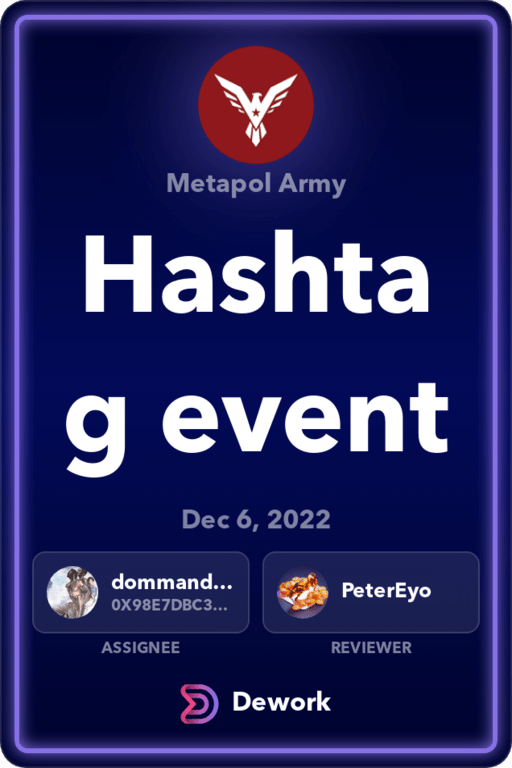 Metapol Army
Hashta
g event
Dec 6, 2022
dommand...
0X98E7DBC3...
PeterEyo
ASSIGNEE
REVIEWER
Dework